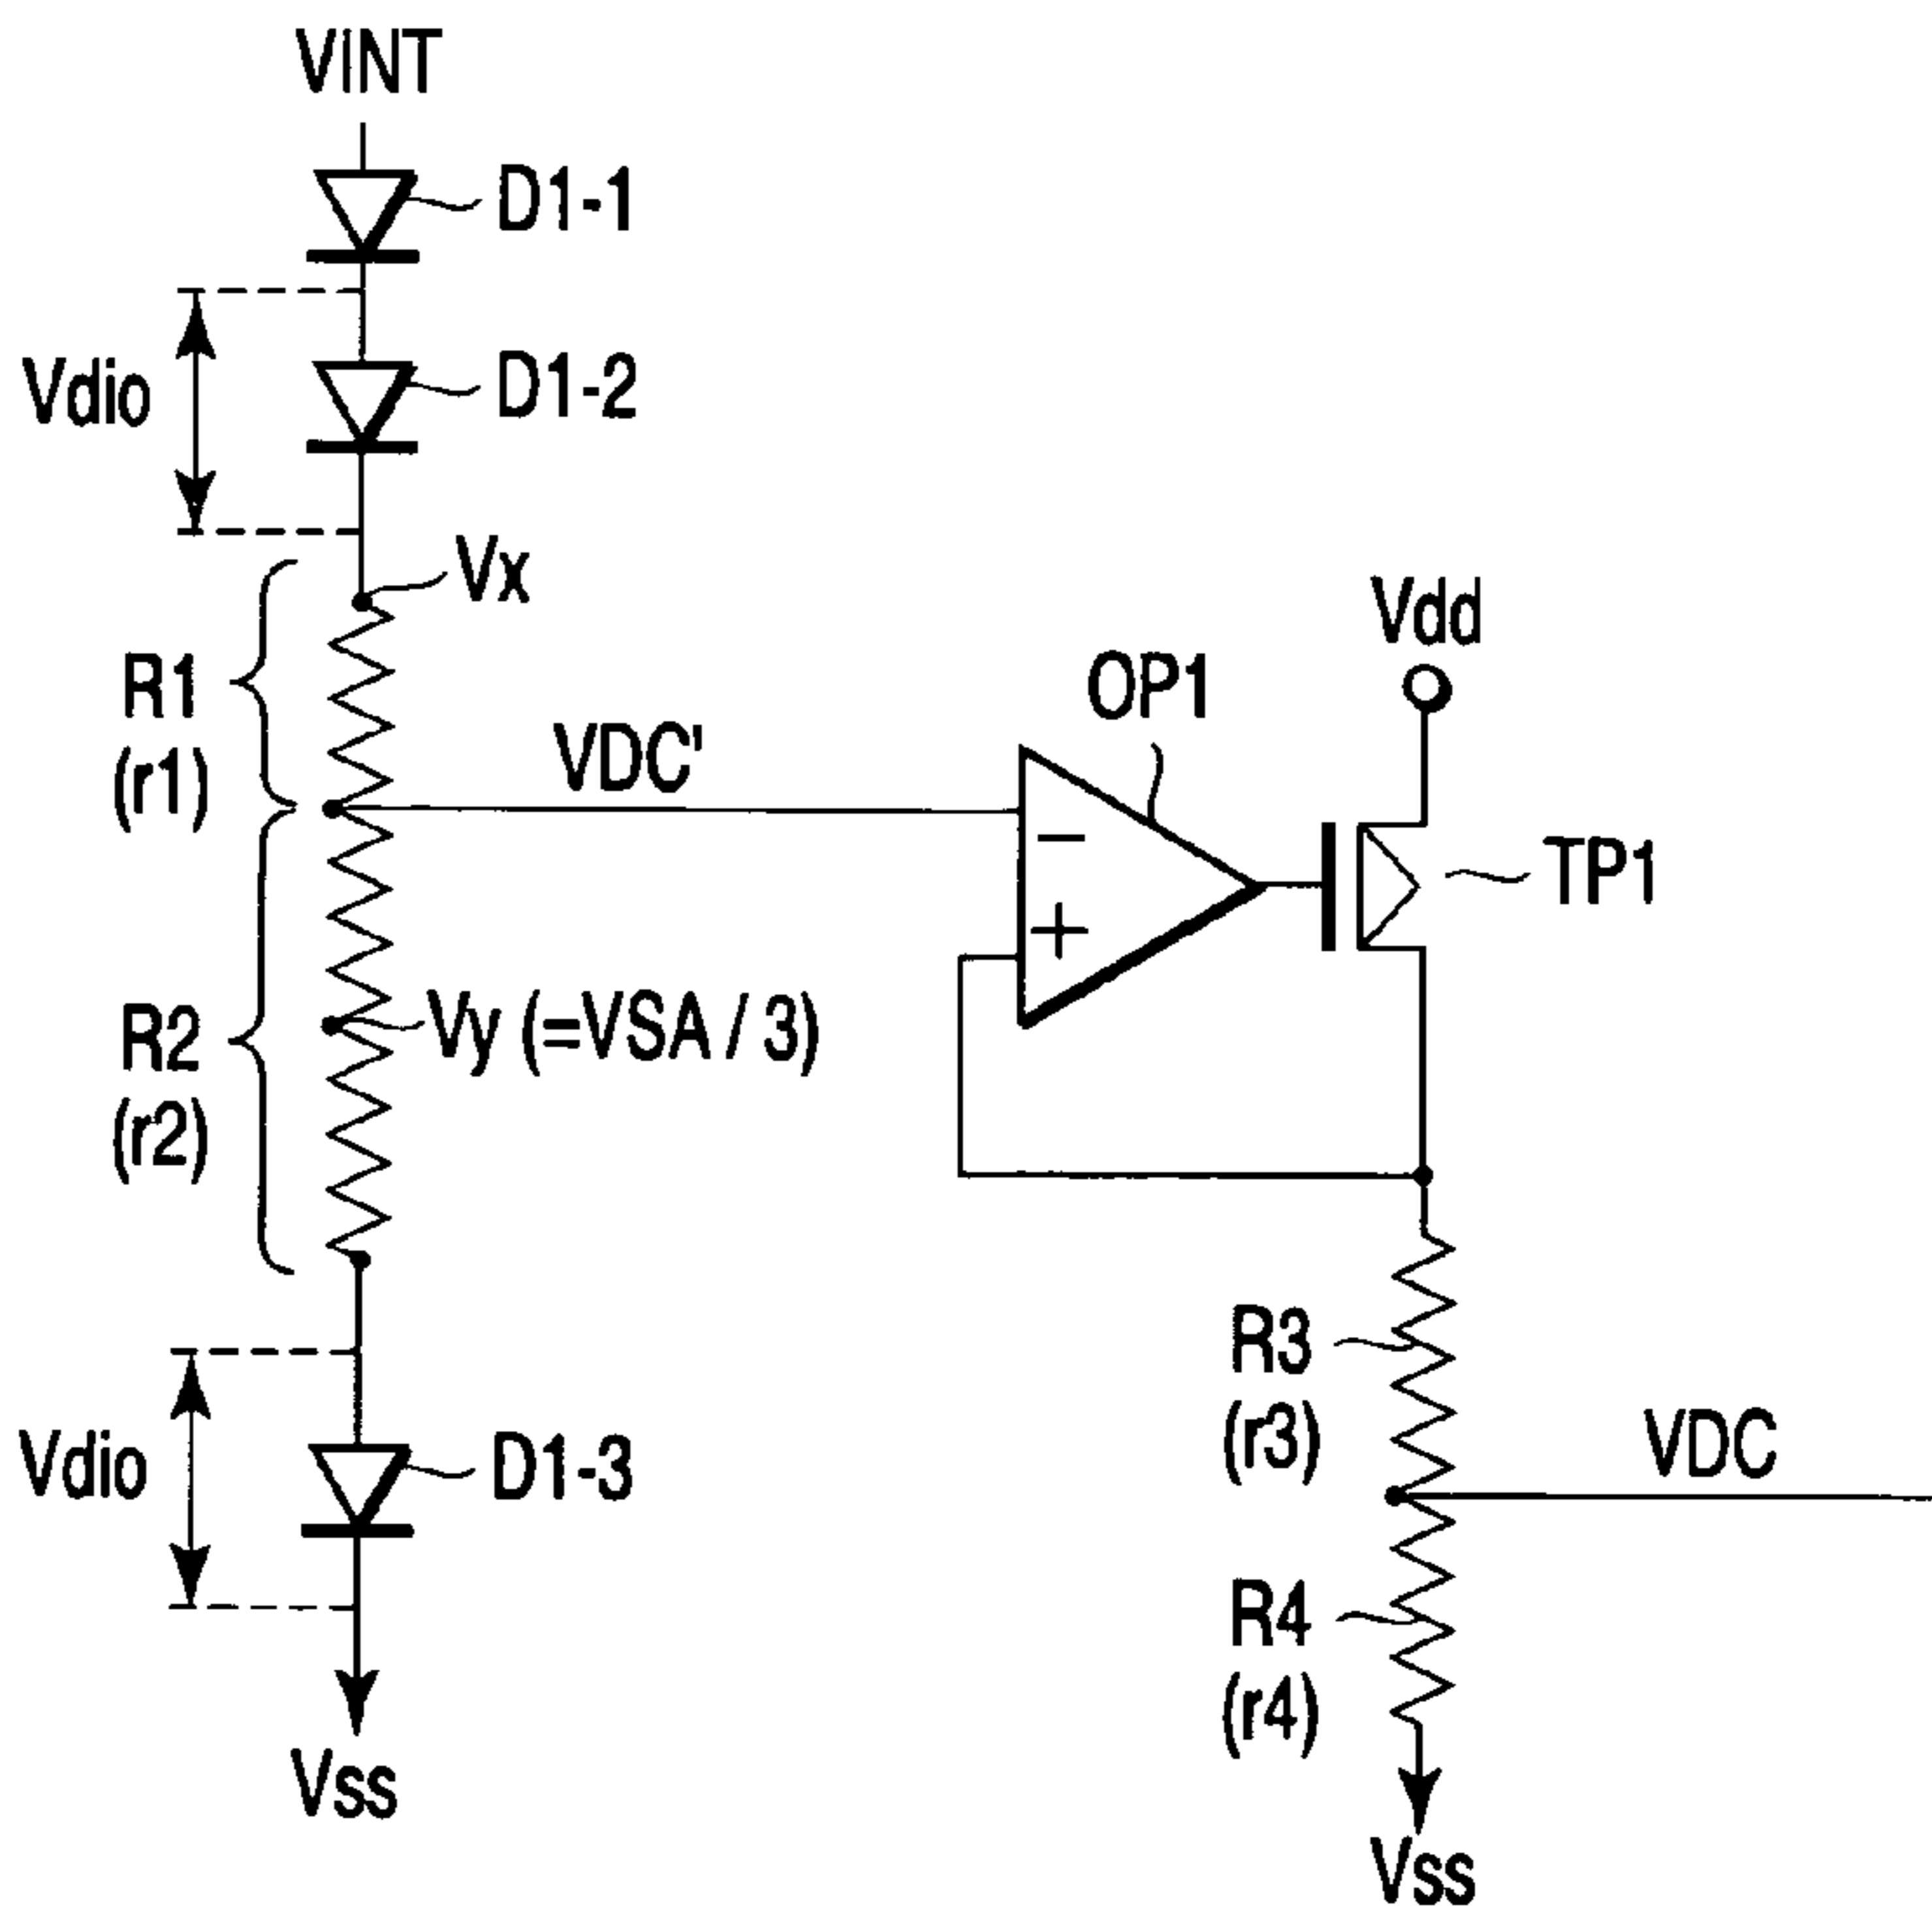 VINT
D1-1
Vdio
D1-2
Vx
R1
(r1)
VDC'
OP1
Vdd
−
TP1
+
R2
(r2)
Vy (=VSA / 3)
R3
(r3)
Vdio
D1-3
VDC
R4
(r4)
Vss
Vss